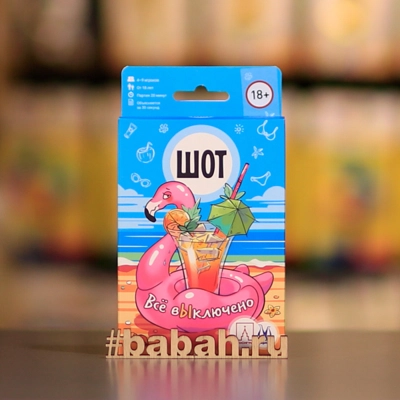 18+
ШОТ
Всё вЫключено
#babah.ru